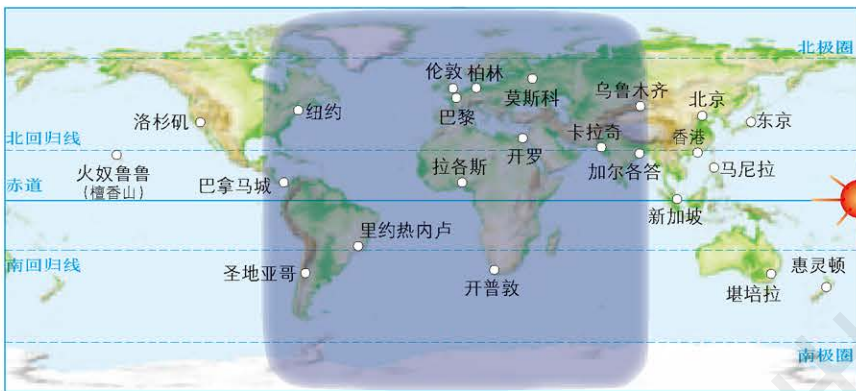 北极圈
伦敦
柏林
莫斯科
乌鲁木齐
北京
纽约
巴黎
洛杉矶
东京
北回归线
卡拉奇
香港
开罗
火奴鲁鲁
(檀香山)
拉各斯
加尔各答
马尼拉
赤道
巴拿马城
新加坡
里约热内卢
南回归线
圣地亚哥
开普敦
惠灵顿
堪培拉
南极圈